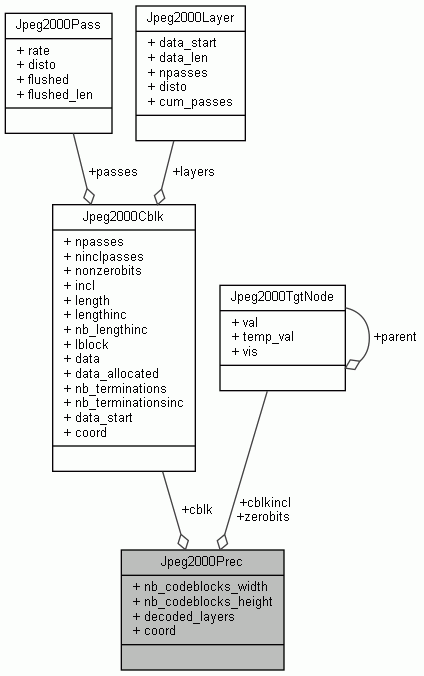 Jpeg2000Pass
+ rate
+ disto
+ flushed
+ flushed_len
Jpeg2000Layer
+ data_start
+ data_len
+ npasses
+ disto
+ cum_passes
+passes
+layers
Jpeg2000Cblk
+ npasses
+ ninclpasses
+ nonzerobits
+ incl
+ length
+ lengthinc
+ nb_lengthinc
+ lblock
+ data
+ data_allocated
+ nb_terminations
+ nb_terminationsinc
+ data_start
+ coord
Jpeg2000TgtNode
+ val
+ temp_val
+ vis
+parent
+cblk
+cblkincl
+zerobits
Jpeg2000Prec
+ nb_codeblocks_width
+ nb_codeblocks_height
+ decoded_layers
+ coord